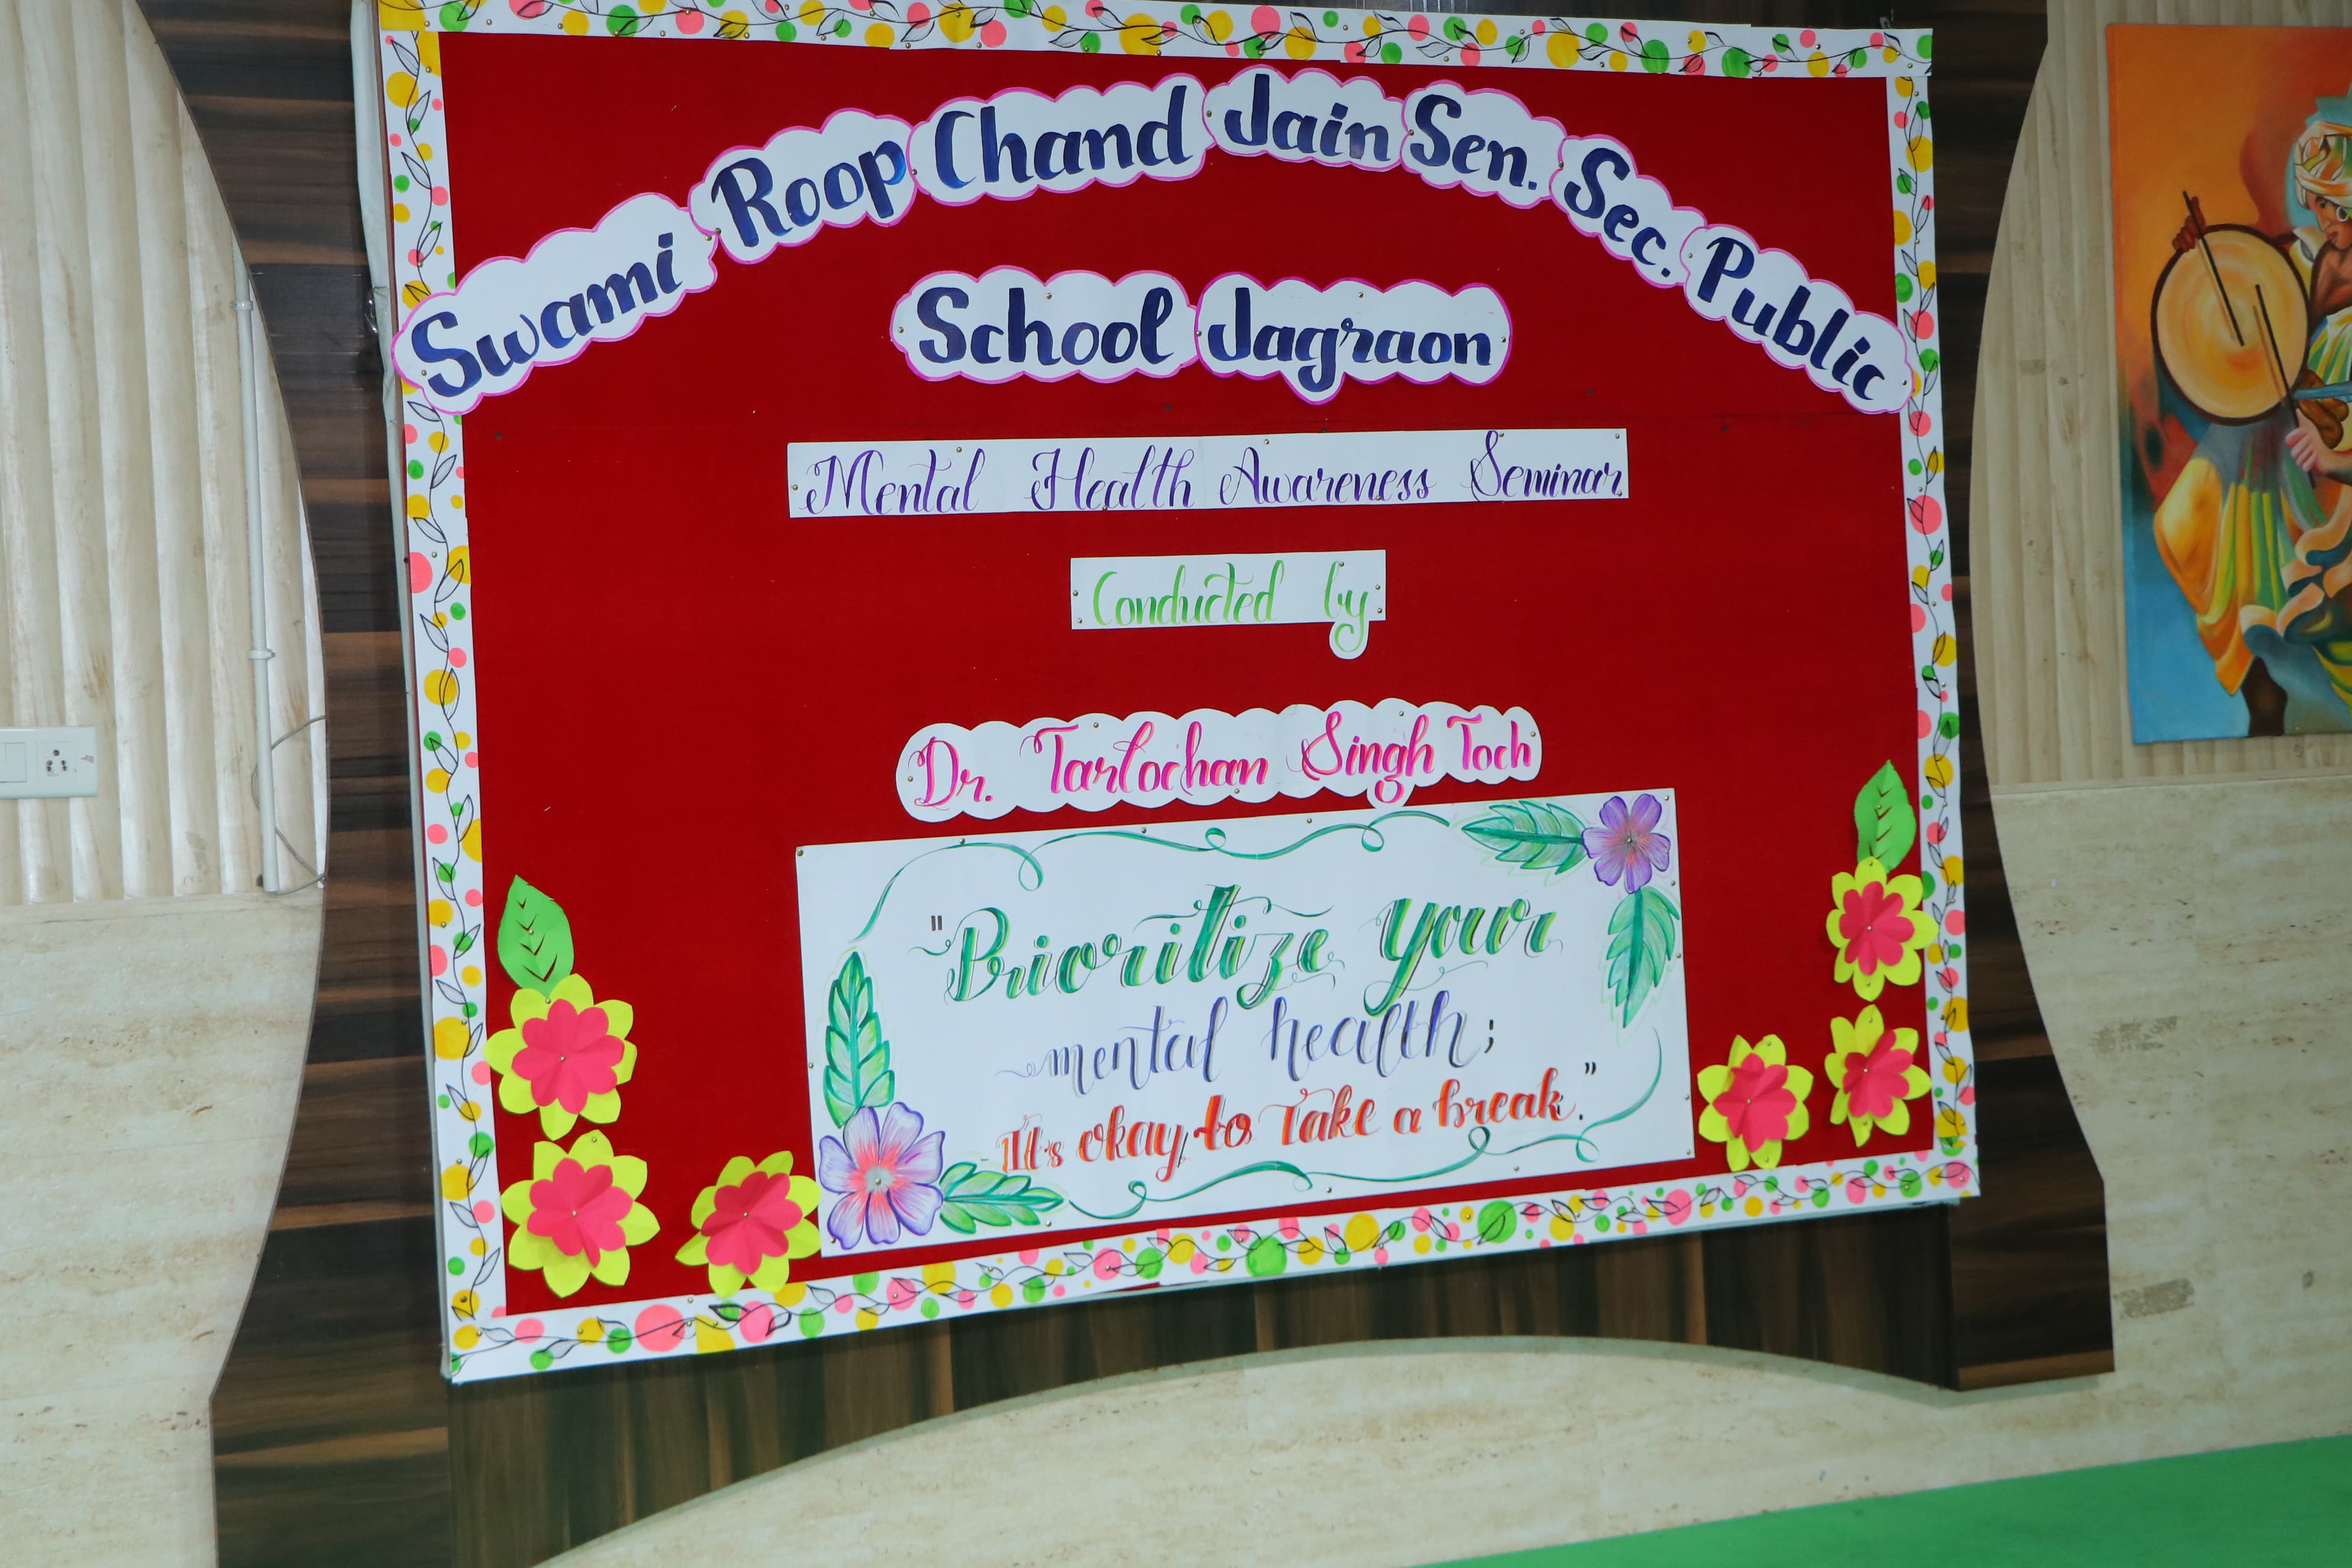 Swami Roop Chand Jain Sen. Sec. Public
School Jagraon
Mental Health Awareness Seminar
Conducted by
Dr. Tarlochan Singh Toch
"Prioritize your
mental health;
It's okay to Take a break."